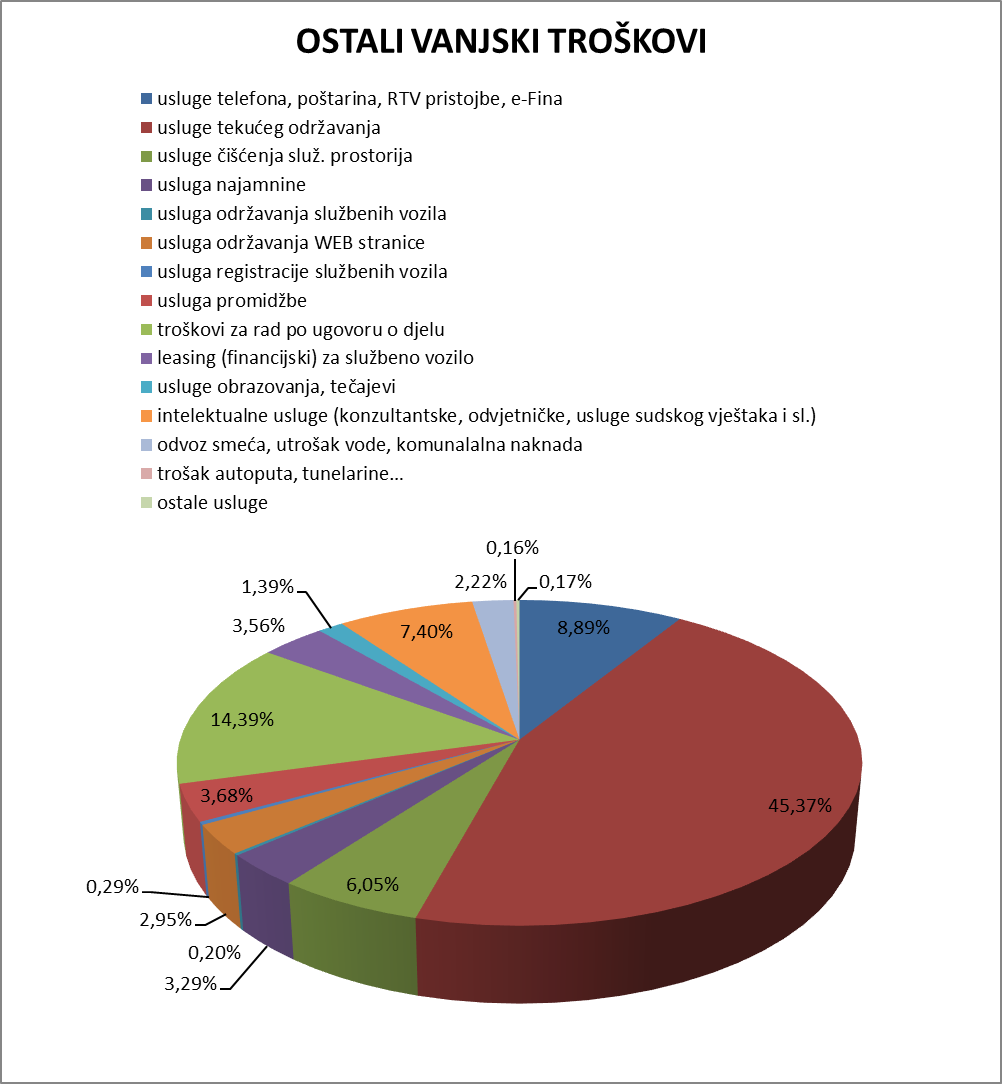 OSTALI VANJSKI TROŠKOVI
usluge telefona, poštarina, RTV pristojbe, e-Fina
usluge tekućeg održavanja
usluge čišćenja služ. prostorija
usluga najamnine
usluga održavanja službenih vozila
usluga održavanja WEB stranice
usluga registracije službenih vozila
usluga promidžbe
troškovi za rad po ugovoru o djelu
leasing (financijski) za službeno vozilo
usluge obrazovanja, tečajevi
intelektualne usluge (konzultantske, odvjetničke, usluge sudskog vještaka i sl.)
odvoz smeća, utrošak vode, komunalalna naknada
trošak autoputa, tunelarine...
ostale usluge
0,16%
1,39%
2,22%
0,17%
3,56%
7,40%
8,89%
14,39%
3,68%
45,37%
0,29%
6,05%
2,95%
0,20%
3,29%